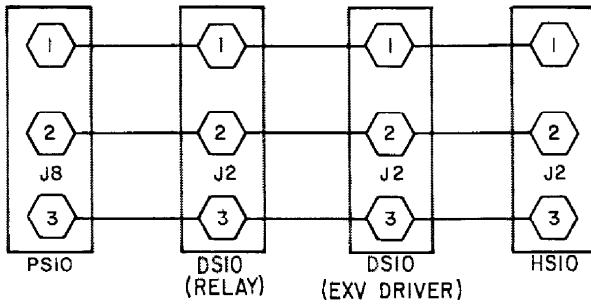 1 1 1 1
2 2 2 2
J8 J2 J2 J2
3 3 3 3
PSIO DSIO DSIO HSIO
(RELAY) (EXV DRIVER)